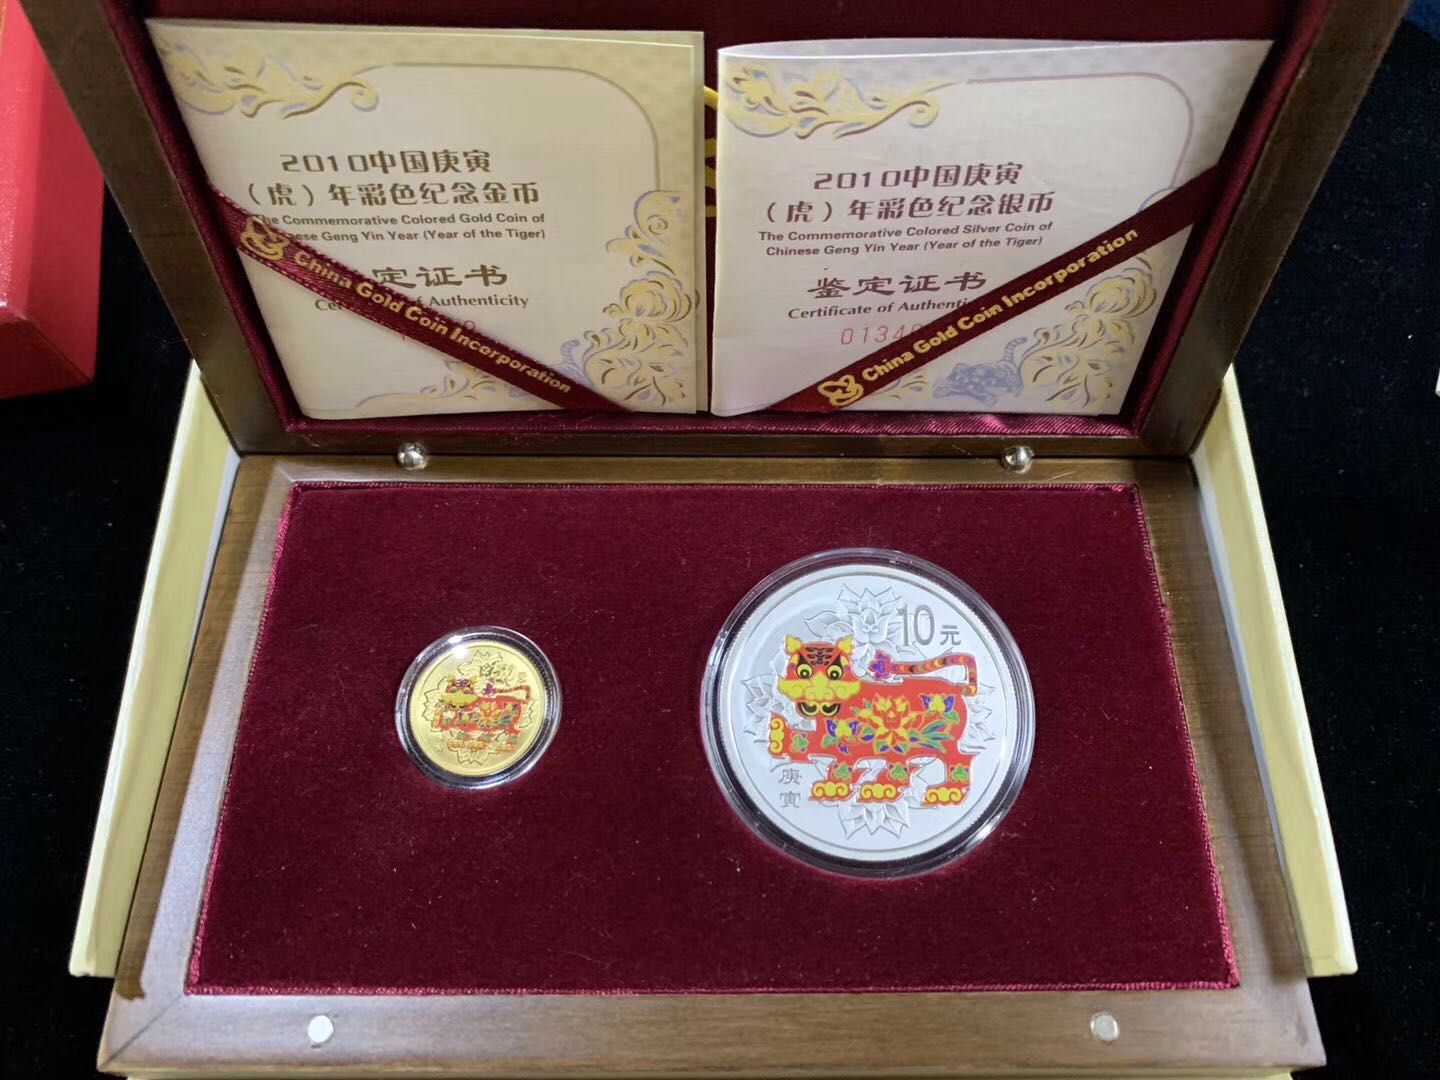 2010中国庚寅
（虎）年彩色纪念金币
The Commemorative Colored Gold Coin of
Chinese Geng Yin Year (Year of the Tiger)
定证书
of Authenticity
China Gold Coin Incorporation
2010中国庚寅
（虎）年彩色纪念银币
The Commemorative Colored Silver Coin of
Chinese Geng Yin Year (Year of the Tiger)
鉴定证书
Certificate of
0134
China Gold Coin Incorporation
10元
庚
寅